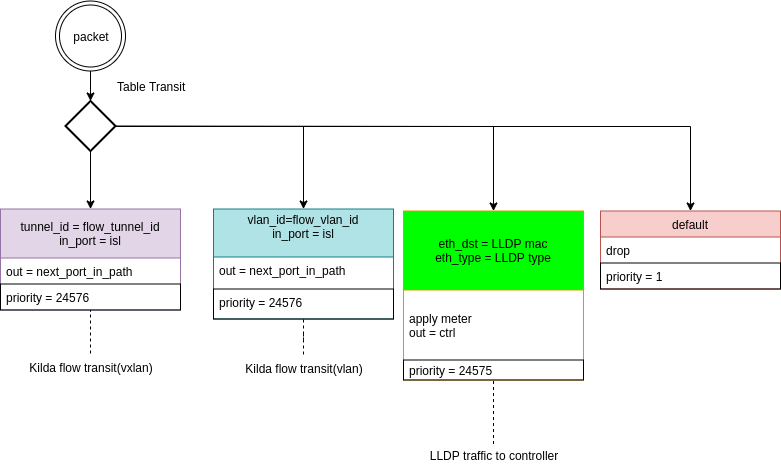 packet
Table Transit
tunnel_id = flow_tunnel_id
in_port = isl
out = next_port_in_path
priority = 24576
Kilda flow transit(vxlan)
vlan_id=flow_vlan_id
in_port = isl
out = next_port_in_path
priority = 24576
Kilda flow transit(vlan)
eth_dst = LLDP mac
eth_type = LLDP type
apply meter
out = ctrl
priority = 24575
LLDP traffic to controller
default
drop
priority = 1